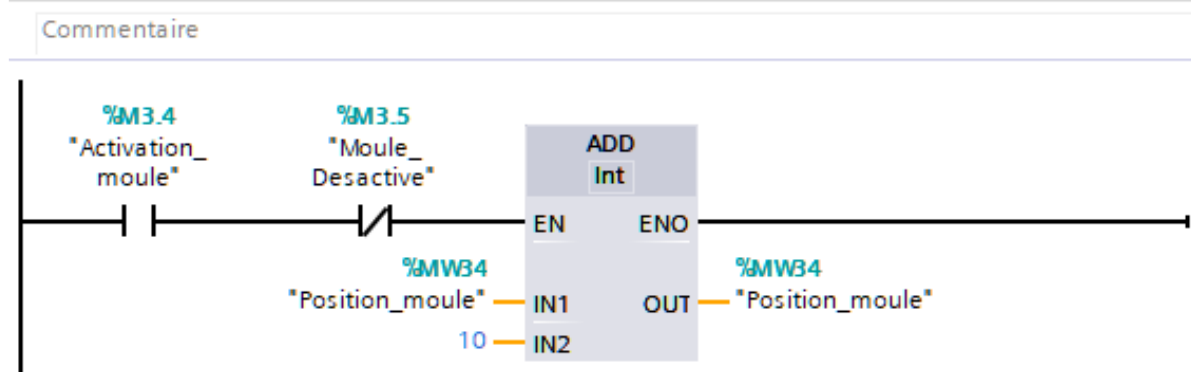 Commentaire
%M3.4
"Activation_
moule"
%M3.5
"Moule_
Desactive"
ADD
Int
EN
ENO
%MW34
"Position_moule"
IN1
OUT
%MW34
"Position_moule"
10
IN2